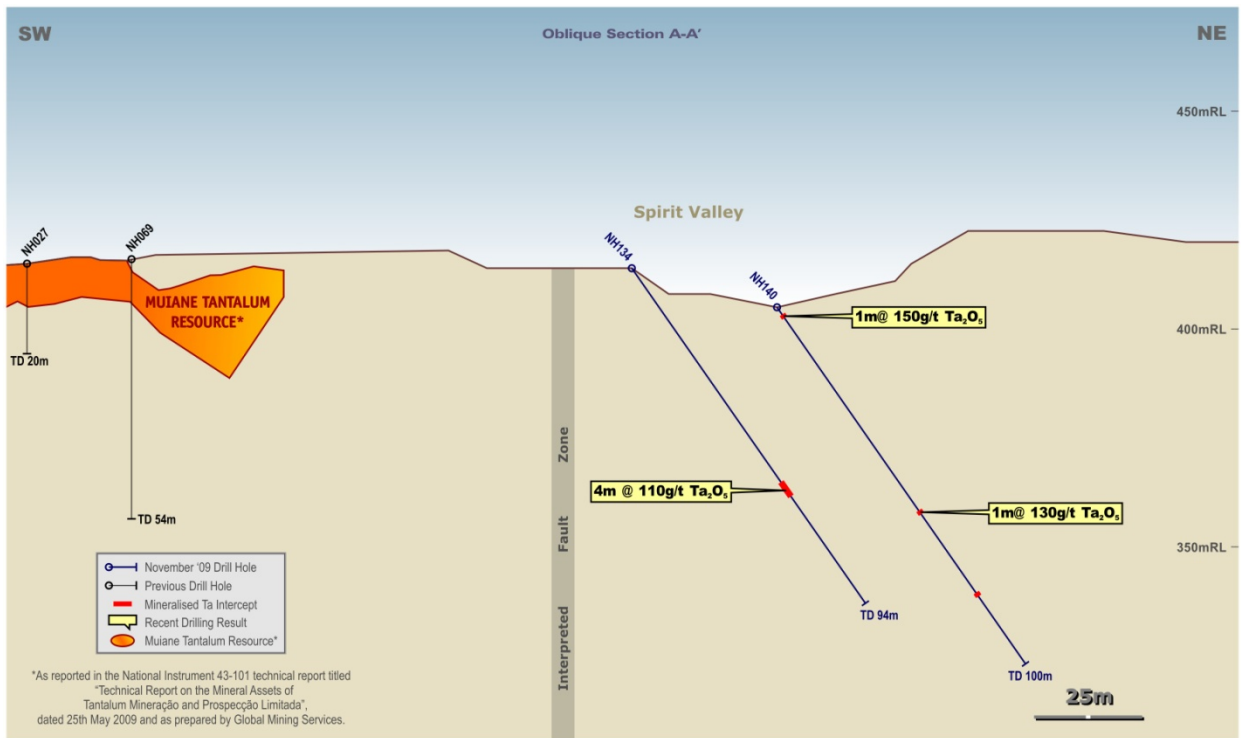 SW
Oblique Section A-A'
NE
450mRL
Spirit Valley
NH027
NH069
NH134
NH140
MUIANE TANTALUM
RESOURCE*
1m@ 150g/t Ta₂O₅
400mRL
TD 20m
Interpreted Fault Zone
4m @ 110g/t Ta₂O₅
1m@ 130g/t Ta₂O₅
TD 54m
350mRL
November '09 Drill Hole
Previous Drill Hole
Mineralised Ta Intercept
Recent Drilling Result
Muiane Tantalum Resource*
TD 94m
TD 100m
25m
*As reported in the National Instrument 43-101 technical report titled
"Technical Report on the Mineral Assets of
Tantalum Mineração and Prospecção Limitada",
dated 25th May 2009 and as prepared by Global Mining Services.